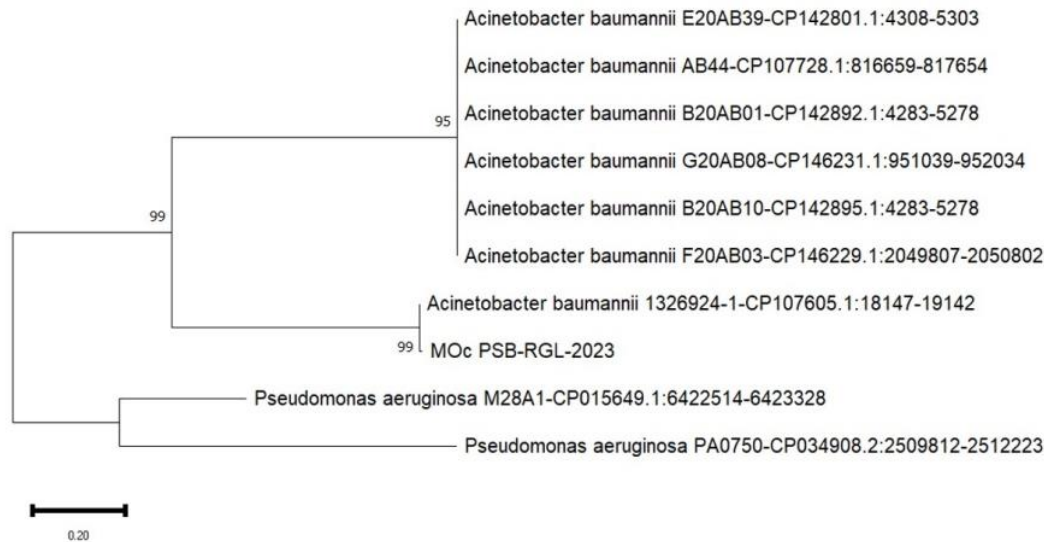 Acinetobacter baumannii E20AB39-CP142801.1:4308-5303
Acinetobacter baumannii AB44-CP107728.1:816659-817654
Acinetobacter baumannii B20AB01-CP142892.1:4283-5278
95
Acinetobacter baumannii G20AB08-CP146231.1:951039-952034
Acinetobacter baumannii B20AB10-CP142895.1:4283-5278
99
Acinetobacter baumannii F20AB03-CP146229.1:2049807-2050802
Acinetobacter baumannii 1326924-1-CP107605.1:18147-19142
99
MOc PSB-RGL-2023
Pseudomonas aeruginosa M28A1-CP015649.1:6422514-6423328
Pseudomonas aeruginosa PA0750-CP034908.2:2509812-2512223
0.20